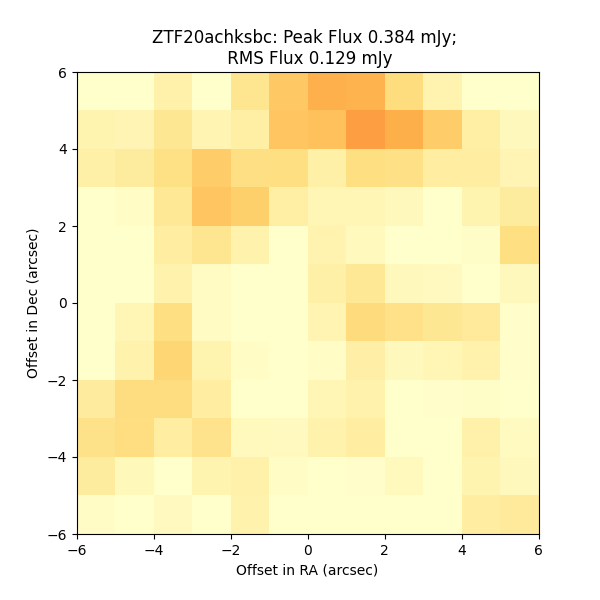 ZTF20achksbc: Peak Flux 0.384 mJy;
RMS Flux 0.129 mJy
6
4
2
0
−2
−4
−6
Offset in Dec (arcsec)
−6 −4 −2 0 2 4 6
Offset in RA (arcsec)